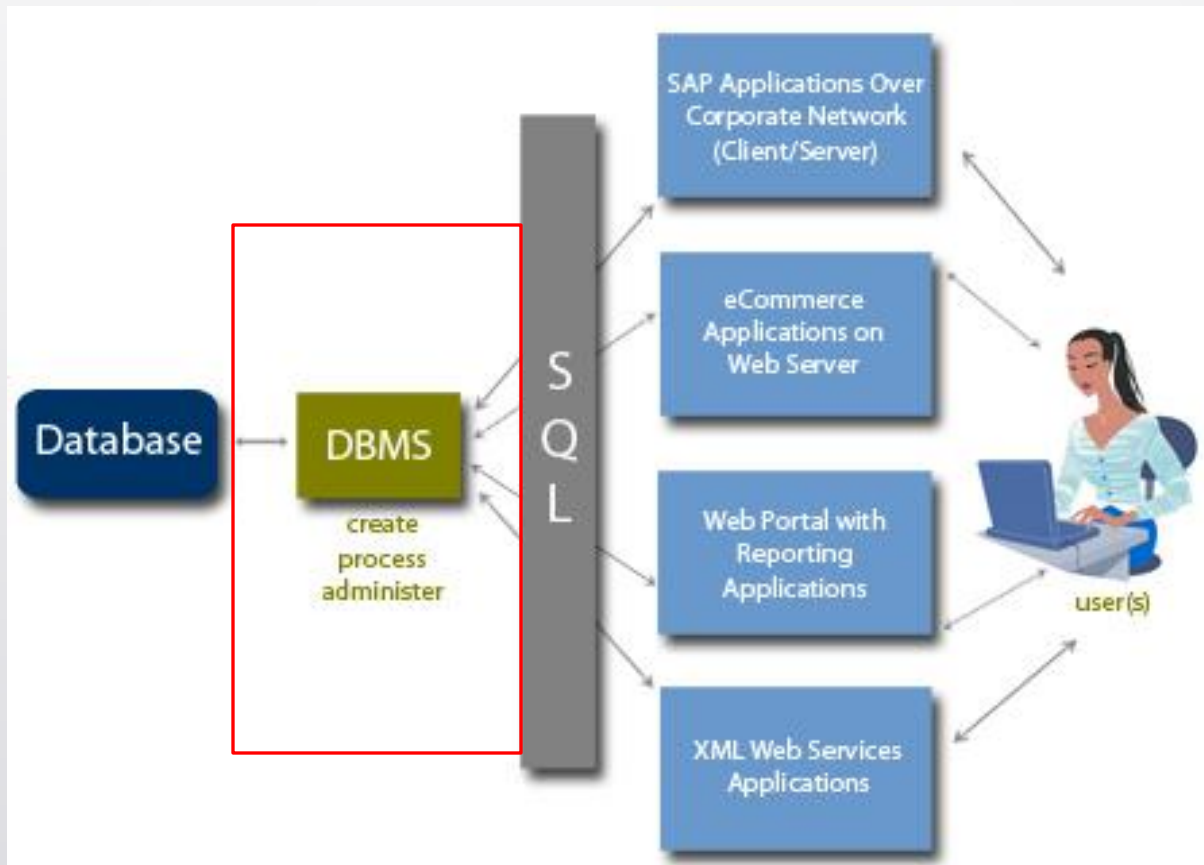 Database
DBMS
create
process
administer
S
Q
L
SAP Applications Over
Corporate Network
(Client/Server)
eCommerce
Applications on
Web Server
Web Portal with
Reporting
Applications
XML Web Services
Applications
user(s)